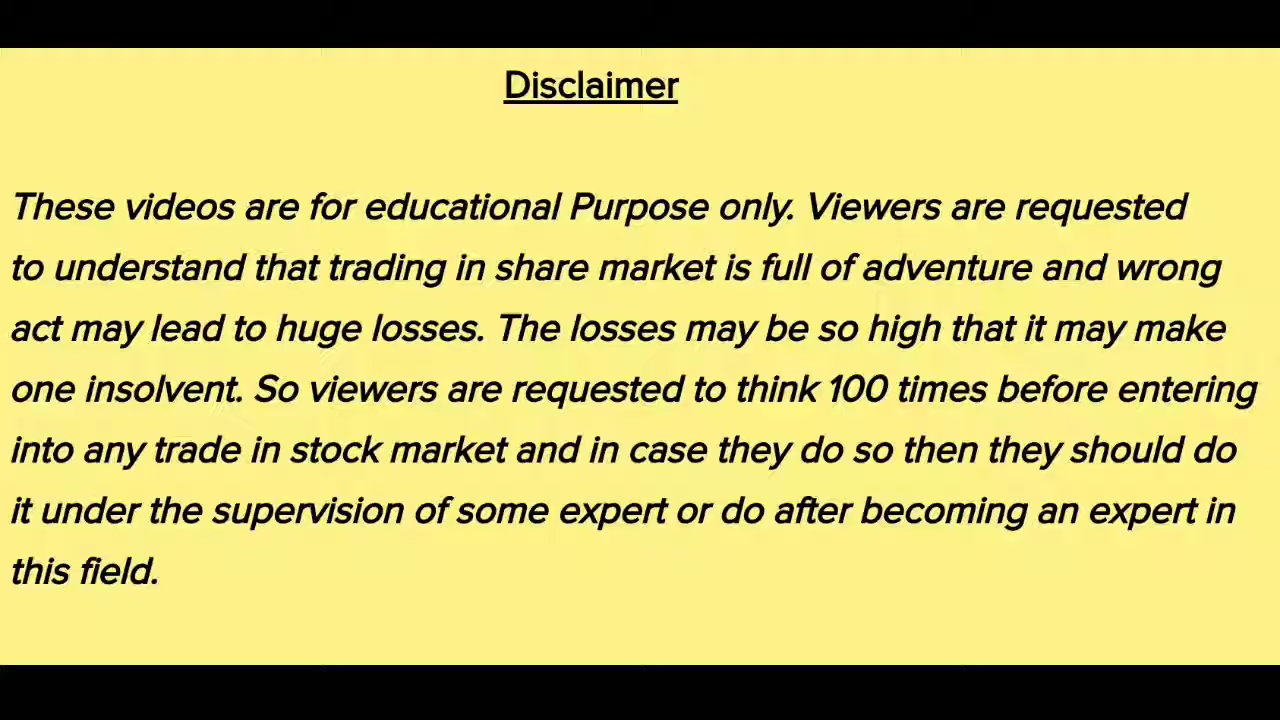 Disclaimer
These videos are for educational Purpose only. Viewers are requested
to understand that trading in share market is full of adventure and wrong
act may lead to huge losses. The losses may be so high that it may make
one insolvent. So viewers are requested to think 100 times before entering
into any trade in stock market and in case they do so then they should do
it under the supervision of some expert or do after becoming an expert in
this field.